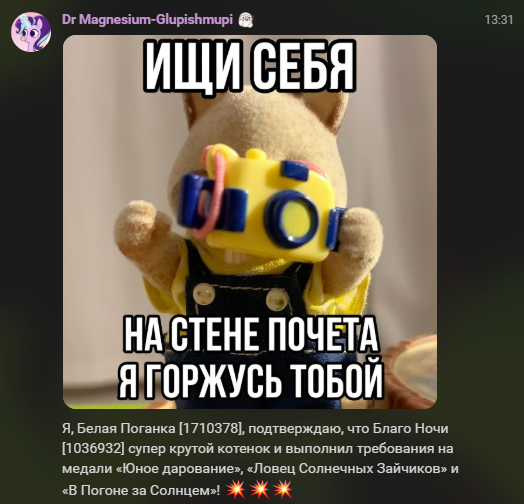 Dr Magnesium-Glupishmupi
13:31
ИЩИ СЕБЯ
НА СТЕНЕ ПОЧЕТА
Я ГОРЖУСЬ ТОБОЙ
Я, Белая Поганка [1710378], подтверждаю, что Благо Ночи
[1036932] супер крутой котенок и выполнил требования на
медали «Юное дарование», «Ловец Солнечных Зайчиков» и
«В Погоне за Солнцем»! 💥💥💥